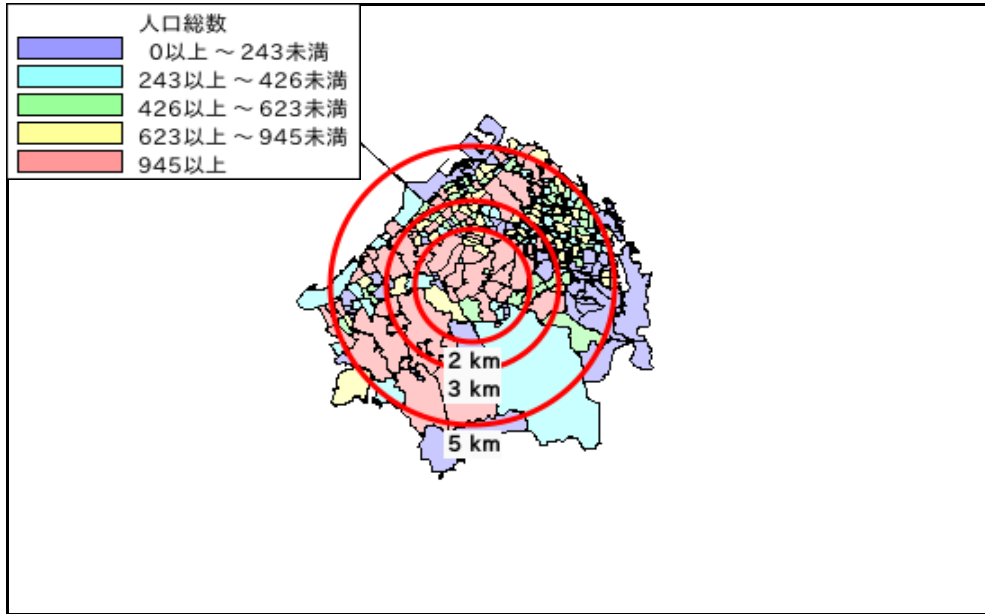 人口総数
0以上 ～ 243未満
243以上 ～ 426未満
426以上 ～ 623未満
623以上 ～ 945未満
945以上
2 km
3 km
5 km